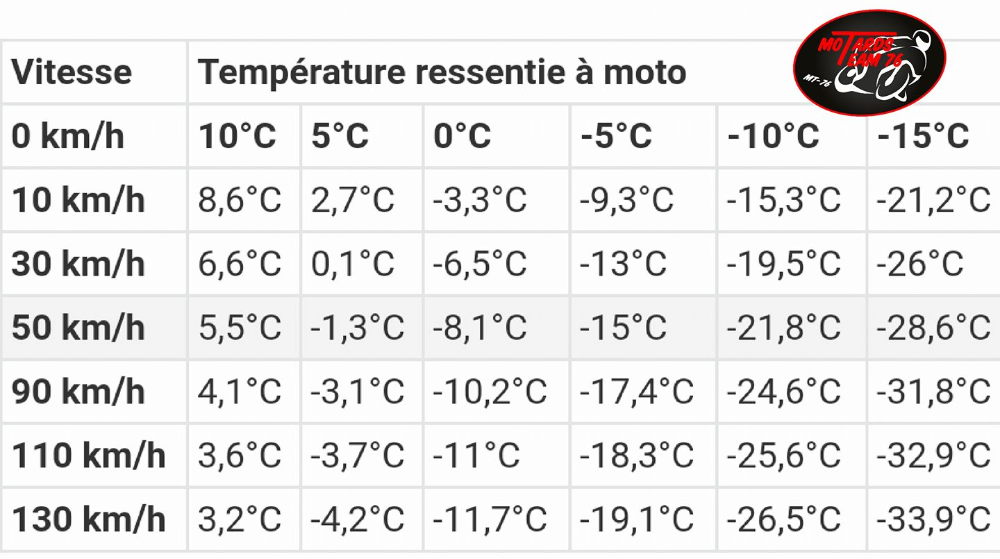 MOTARDS
TEAM 76
MT-76
Vitesse Température ressentie à moto
0 km/h 10°C 5°C 0°C -5°C -10°C -15°C
10 km/h 8,6°C 2,7°C -3,3°C -9,3°C -15,3°C -21,2°C
30 km/h 6,6°C 0,1°C -6,5°C -13°C -19,5°C -26°C
50 km/h 5,5°C -1,3°C -8,1°C -15°C -21,8°C -28,6°C
90 km/h 4,1°C -3,1°C -10,2°C -17,4°C -24,6°C -31,8°C
110 km/h 3,6°C -3,7°C -11°C -18,3°C -25,6°C -32,9°C
130 km/h 3,2°C -4,2°C -11,7°C -19,1°C -26,5°C -33,9°C